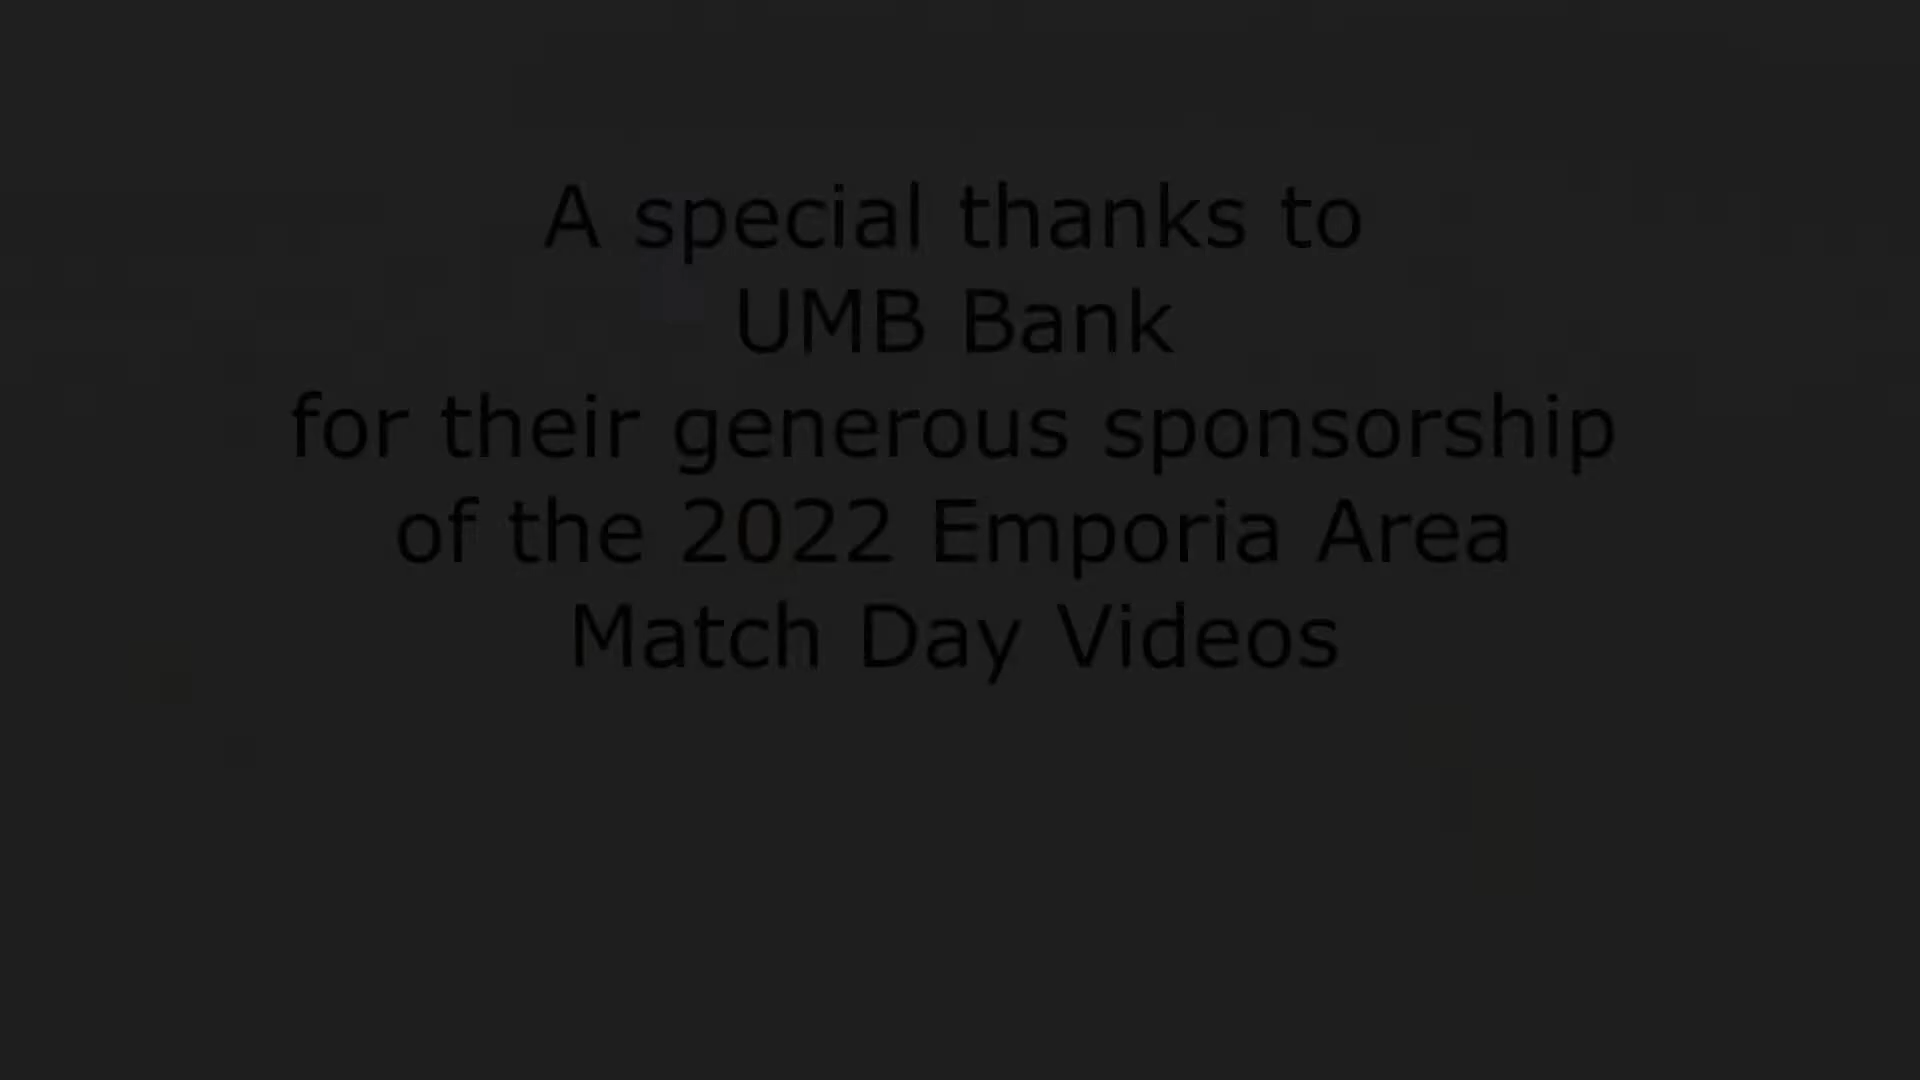 A special thanks to
UMB Bank
for their generous sponsorship
of the 2022 Emporia Area
Match Day Videos